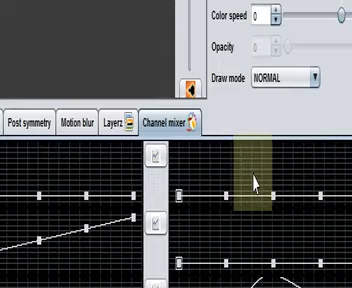 Color speed 0
Opacity 0
Draw mode NORMAL
Post symmetry Motion blur Layerz Channel mixer